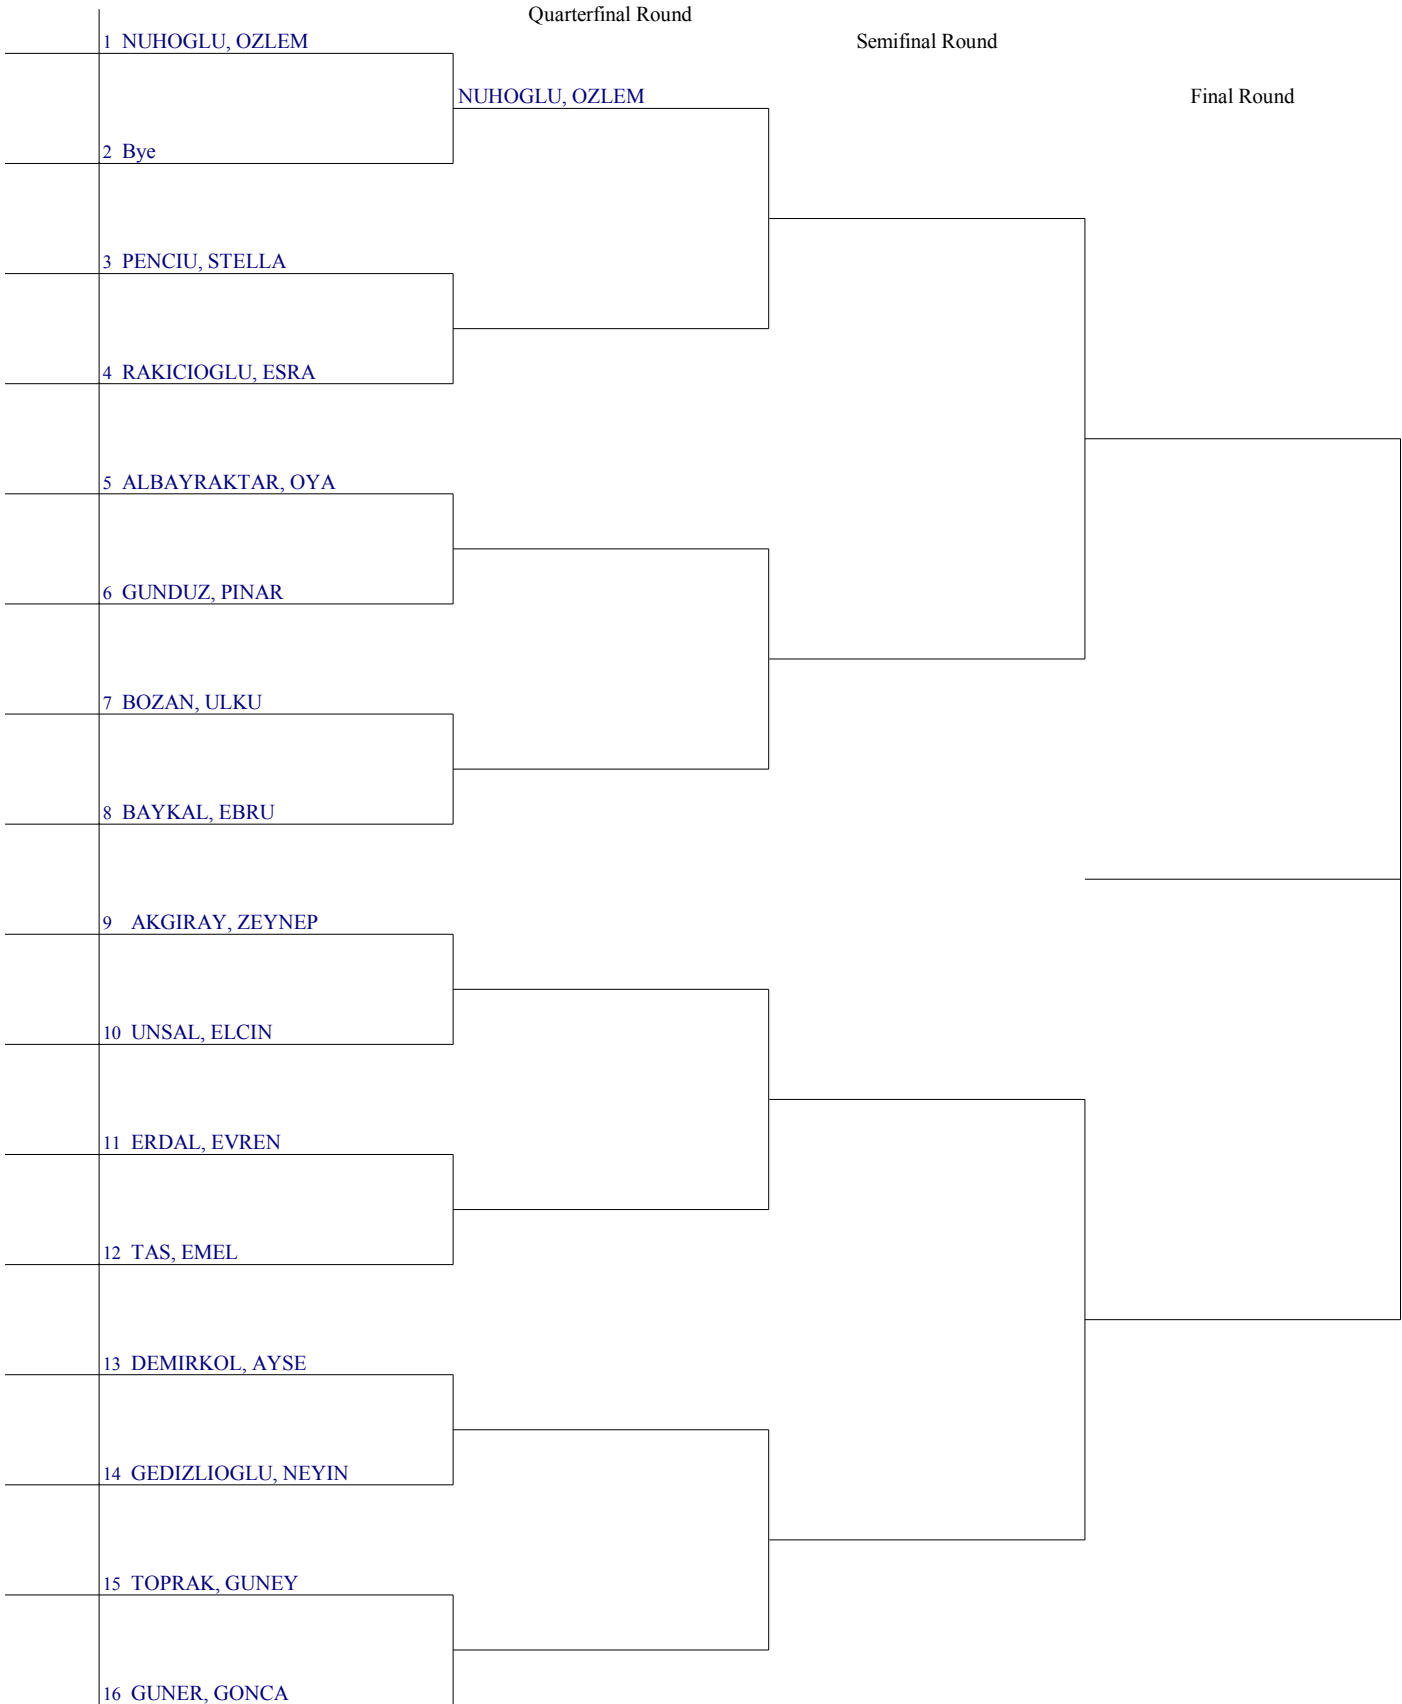 Quarterfinal Round
1 NUHOGLU, OZLEM
Semifinal Round
NUHOGLU, OZLEM
Final Round
2 Bye
3 PENCIU, STELLA
4 RAKICIOGLU, ESRA
5 ALBAYRAKTAR, OYA
6 GUNDUZ, PINAR
7 BOZAN, ULKU
8 BAYKAL, EBRU
9 AKGIRAY, ZEYNEP
10 UNSAL, ELCIN
11 ERDAL, EVREN
12 TAS, EMEL
13 DEMIRKOL, AYSE
14 GEDIZLIOGLU, NEYIN
15 TOPRAK, GUNEY
16 GUNER, GONCA